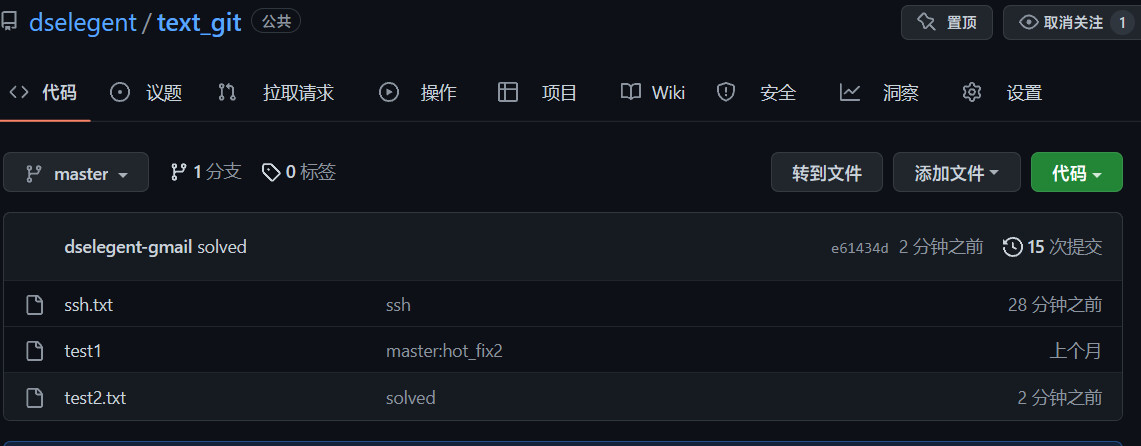 dselegent / text_git 公共 置顶 取消关注 1
代码 议题 拉取请求 操作 项目 Wiki 安全 洞察 设置
master 1 分支 0 标签 转到文件 添加文件 代码
dselegent-gmail solved e61434d 2 分钟之前 15 次提交
ssh.txt ssh 28 分钟之前
test1 master:hot_fix2 上个月
test2.txt solved 2 分钟之前